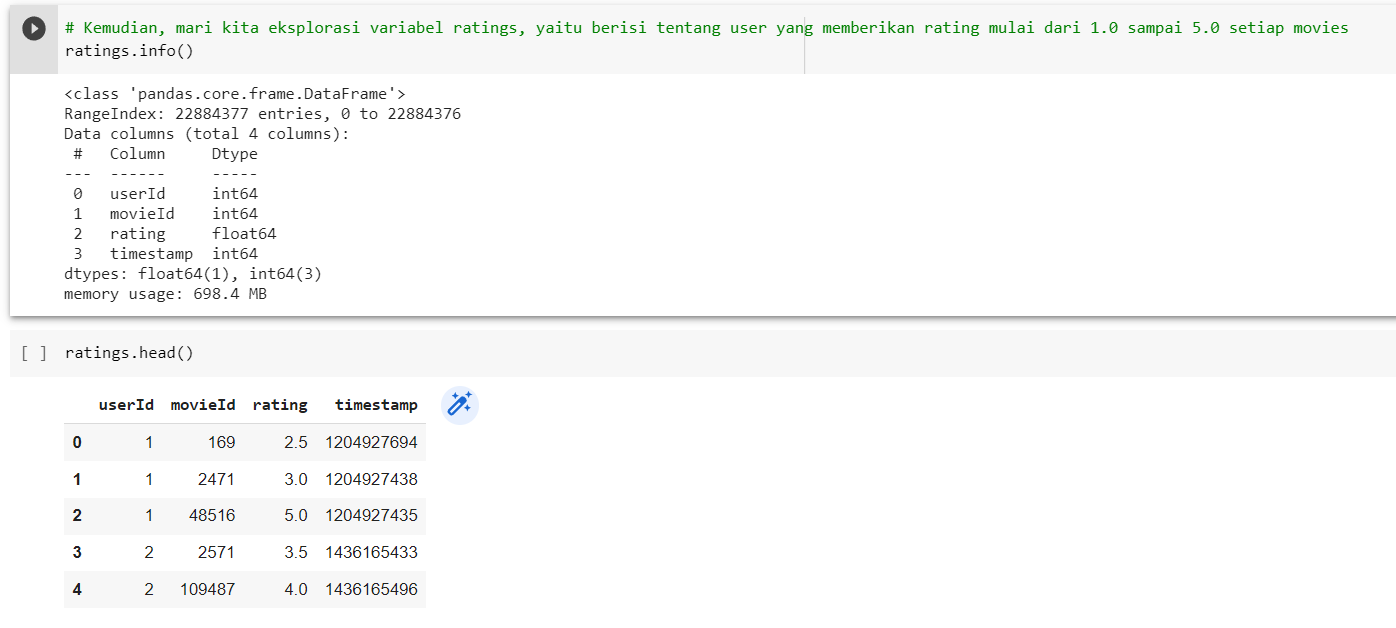 # Kemudian, mari kita eksplorasi variabel ratings, yaitu berisi tentang user yang memberikan rating mulai dari 1.0 sampai 5.0 setiap movies
ratings.info()
<class 'pandas.core.frame.DataFrame'>
RangeIndex: 22884377 entries, 0 to 22884376
Data columns (total 4 columns):
 #   Column     Dtype
---  ------     -----
 0   userId     int64
 1   movieId    int64
 2   rating     float64
 3   timestamp  int64
dtypes: float64(1), int64(3)
memory usage: 698.4 MB
[ ] ratings.head()
userId movieId rating timestamp
0 1 169 2.5 1204927694
1 1 2471 3.0 1204927438
2 1 48516 5.0 1204927435
3 2 2571 3.5 1436165433
4 2 109487 4.0 1436165496